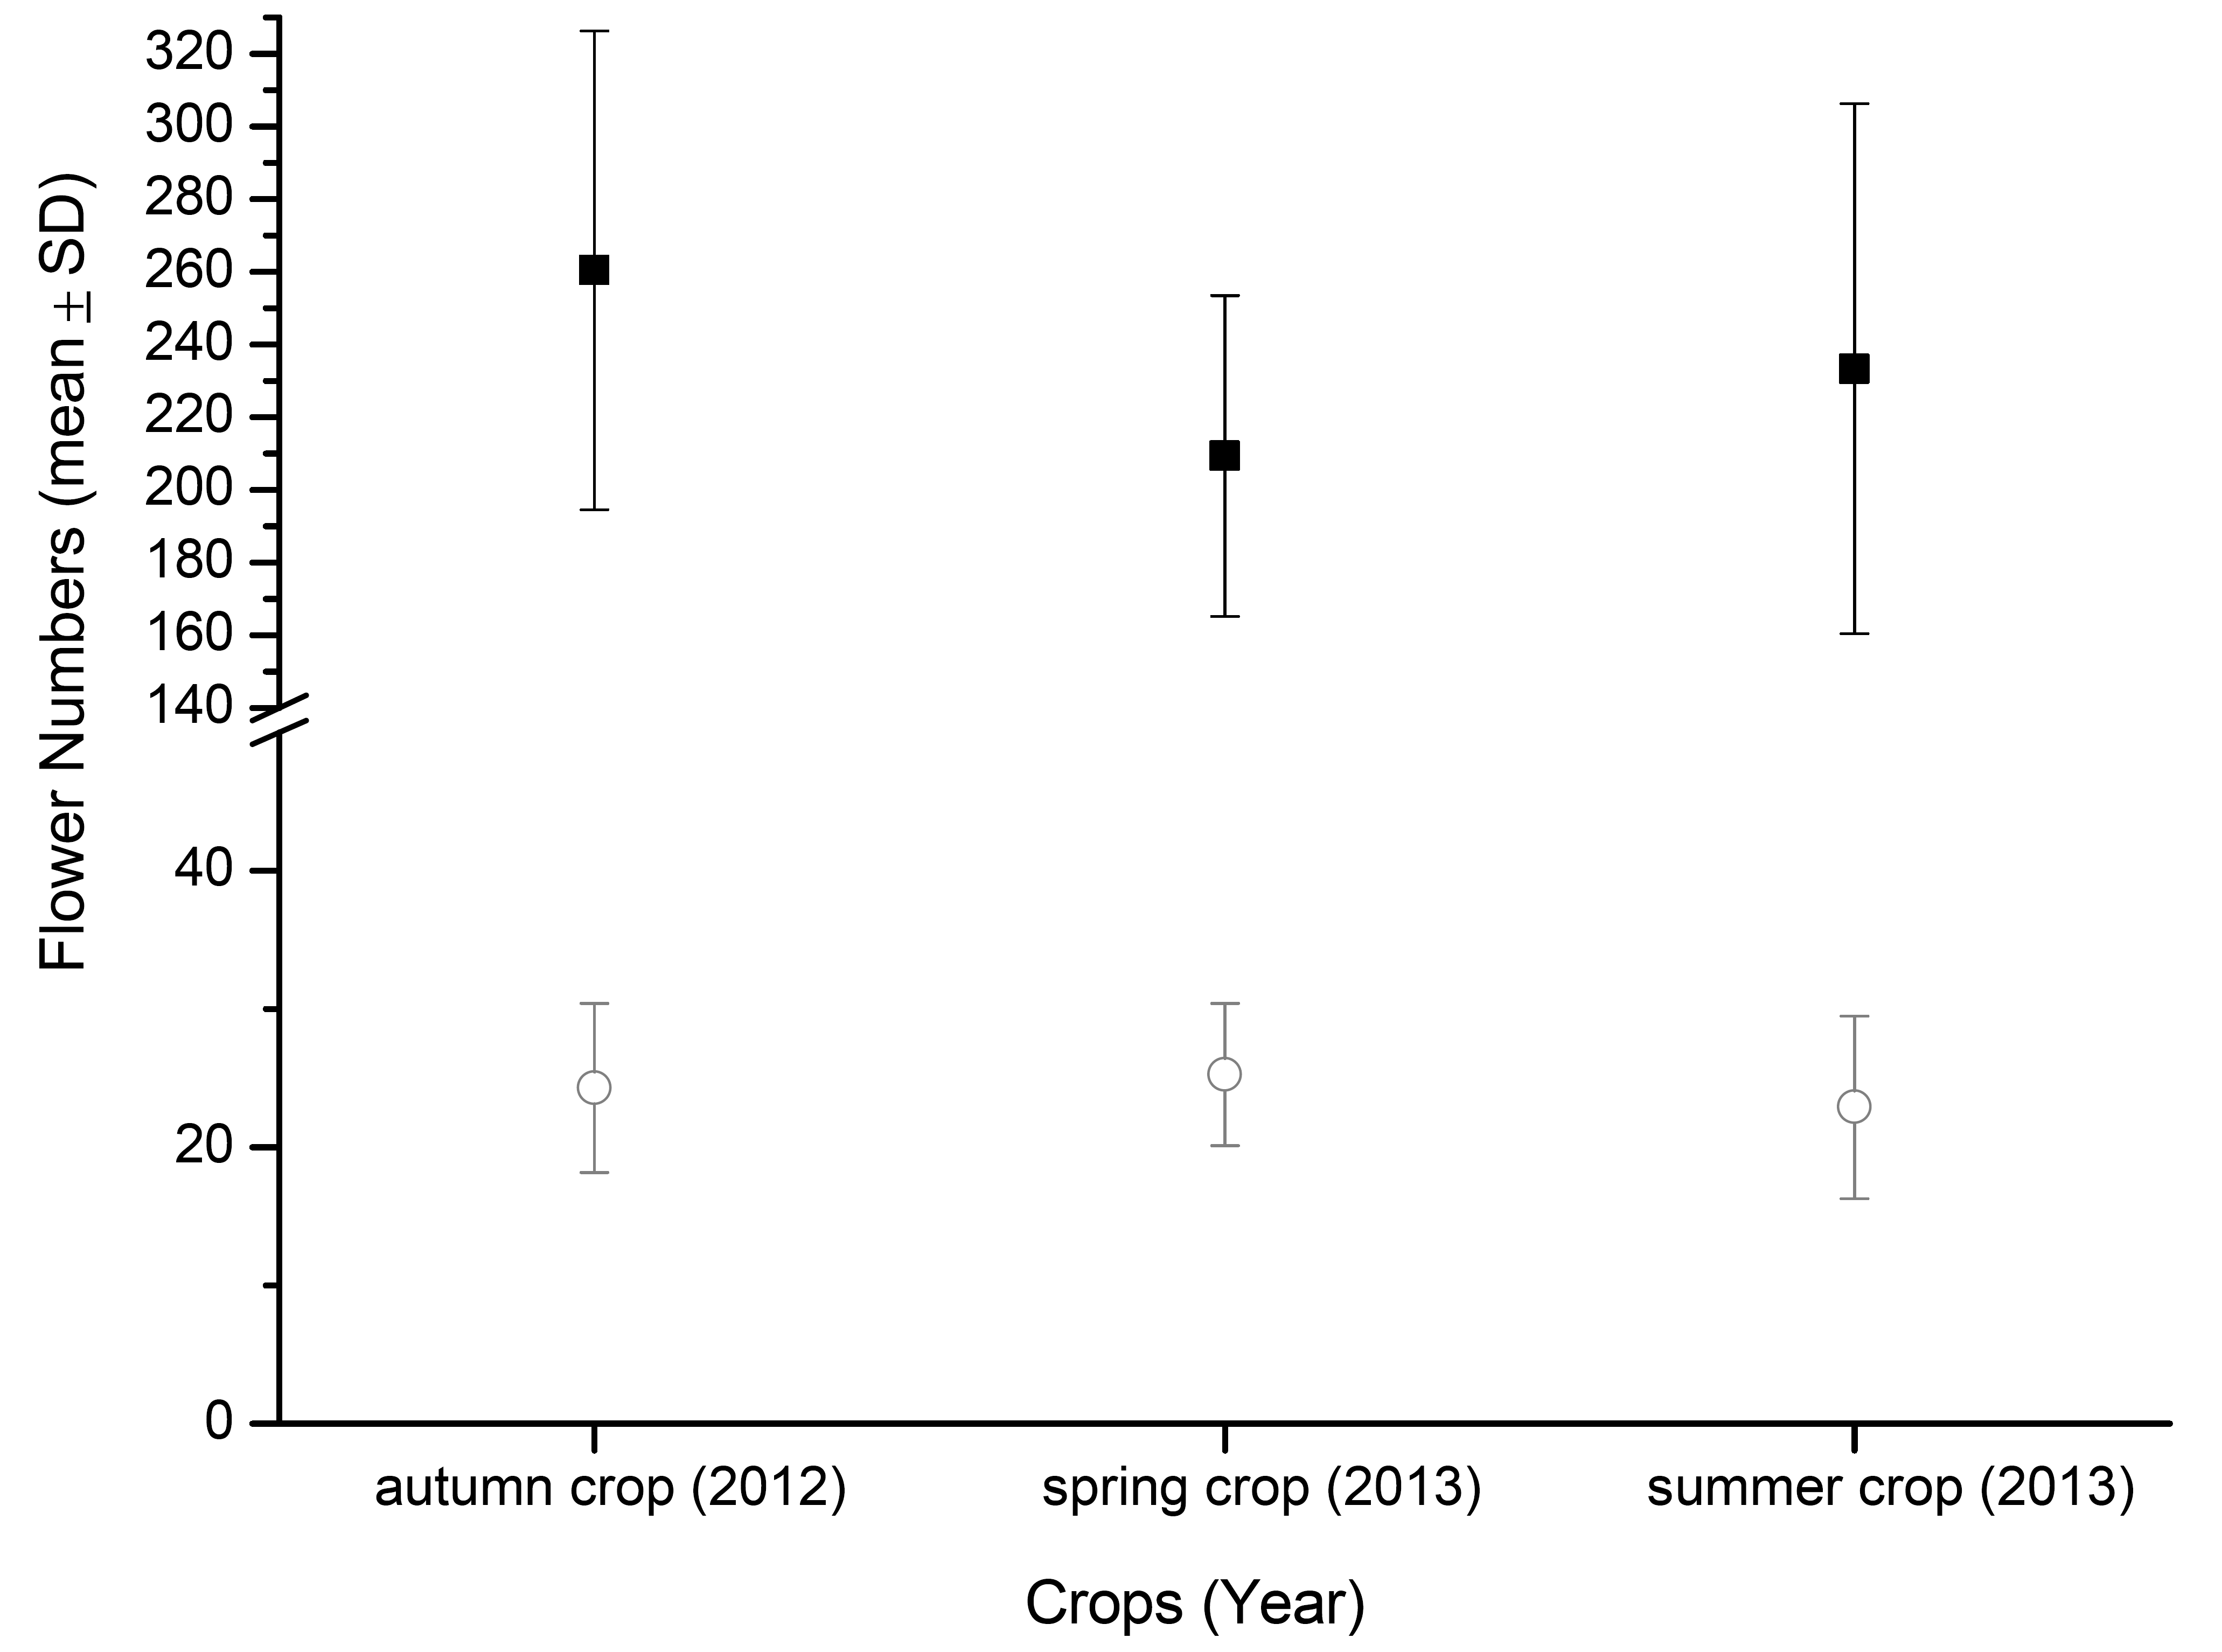 Flower Numbers (mean ± SD)
320
300
280
260
240
220
200
180
160
140
40
20
0
autumn crop (2012)
spring crop (2013)
summer crop (2013)
Crops (Year)